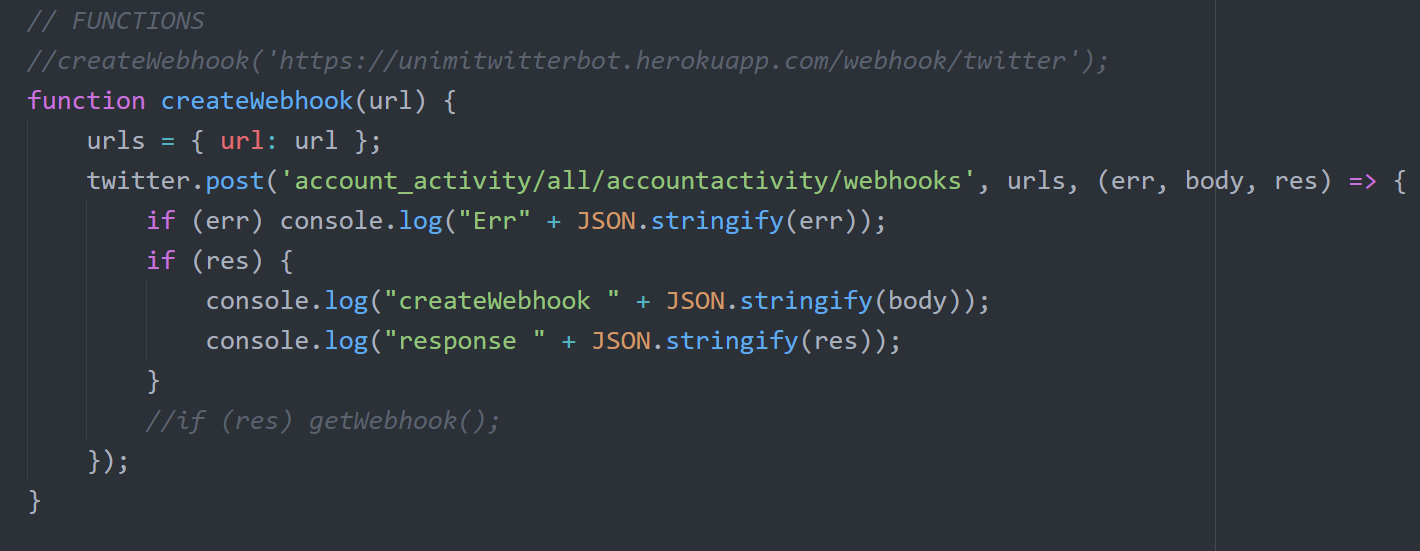 // FUNCTIONS
//createWebhook('https://unimitwitterbot.herokuapp.com/webhook/twitter');
function createWebhook(url) {
    urls = { url: url };
    twitter.post('account_activity/all/accountactivity/webhooks', urls, (err, body, res) => {
        if (err) console.log("Err" + JSON.stringify(err));
        if (res) {
            console.log("createWebhook " + JSON.stringify(body));
            console.log("response " + JSON.stringify(res));
        }
        //if (res) getWebhook();
    });
}